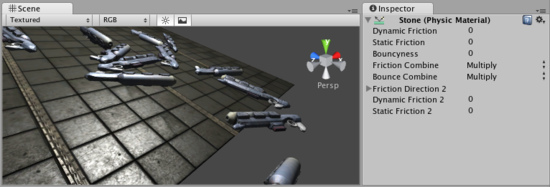 Scene
Inspector
Textured
RGB
Stone (Physic Material)
Dynamic Friction 0
Static Friction 0
Bouncyness 0
Friction Combine Multiply
Bounce Combine Multiply
Friction Direction 2
Dynamic Friction 2 0
Static Friction 2 0
y
Persp